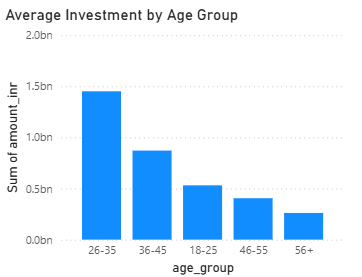 Average Investment by Age Group
2.0bn
1.5bn
1.0bn
0.5bn
0.0bn
Sum of amount_inr
26-35 36-45 18-25 46-55 56+
age_group